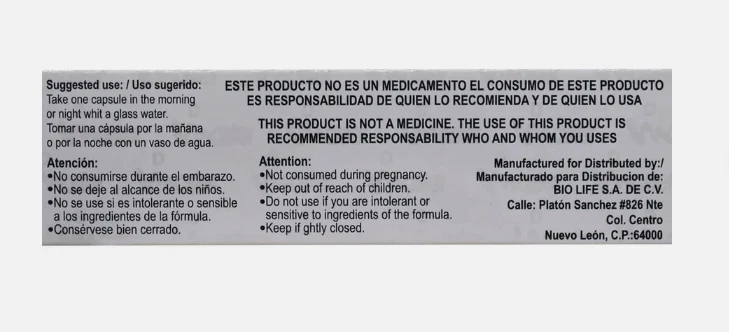 Suggested use: / Uso sugerido:
Take one capsule in the morning
or night whit a glass water.
Tomar una cápsula por la mañana
o por la noche con un vaso de agua.
ESTE PRODUCTO NO ES UN MEDICAMENTO EL CONSUMO DE ESTE PRODUCTO
ES RESPONSABILIDAD DE QUIEN LO RECOMIENDA Y DE QUIEN LO USA
THIS PRODUCT IS NOT A MEDICINE. THE USE OF THIS PRODUCT IS
RECOMMENDED RESPONSABILITY WHO AND WHOM YOU USES
Atención:
•No consumirse durante el embarazo.
•No se deje al alcance de los niños.
•No se use si es intolerante o sensible
a los ingredientes de la fórmula.
•Consérvese bien cerrado.
Attention:
•Not consumed during pregnancy.
•Keep out of reach of children.
•Do not use if you are intolerant or
sensitive to ingredients of the formula.
•Keep if ghtly closed.
Manufactured for Distributed by:/
Manufacturado para Distribucion de:
BIO LIFE S.A. DE C.V.
Calle: Platón Sanchez #826 Nte
Col. Centro
Nuevo León, C.P.:64000